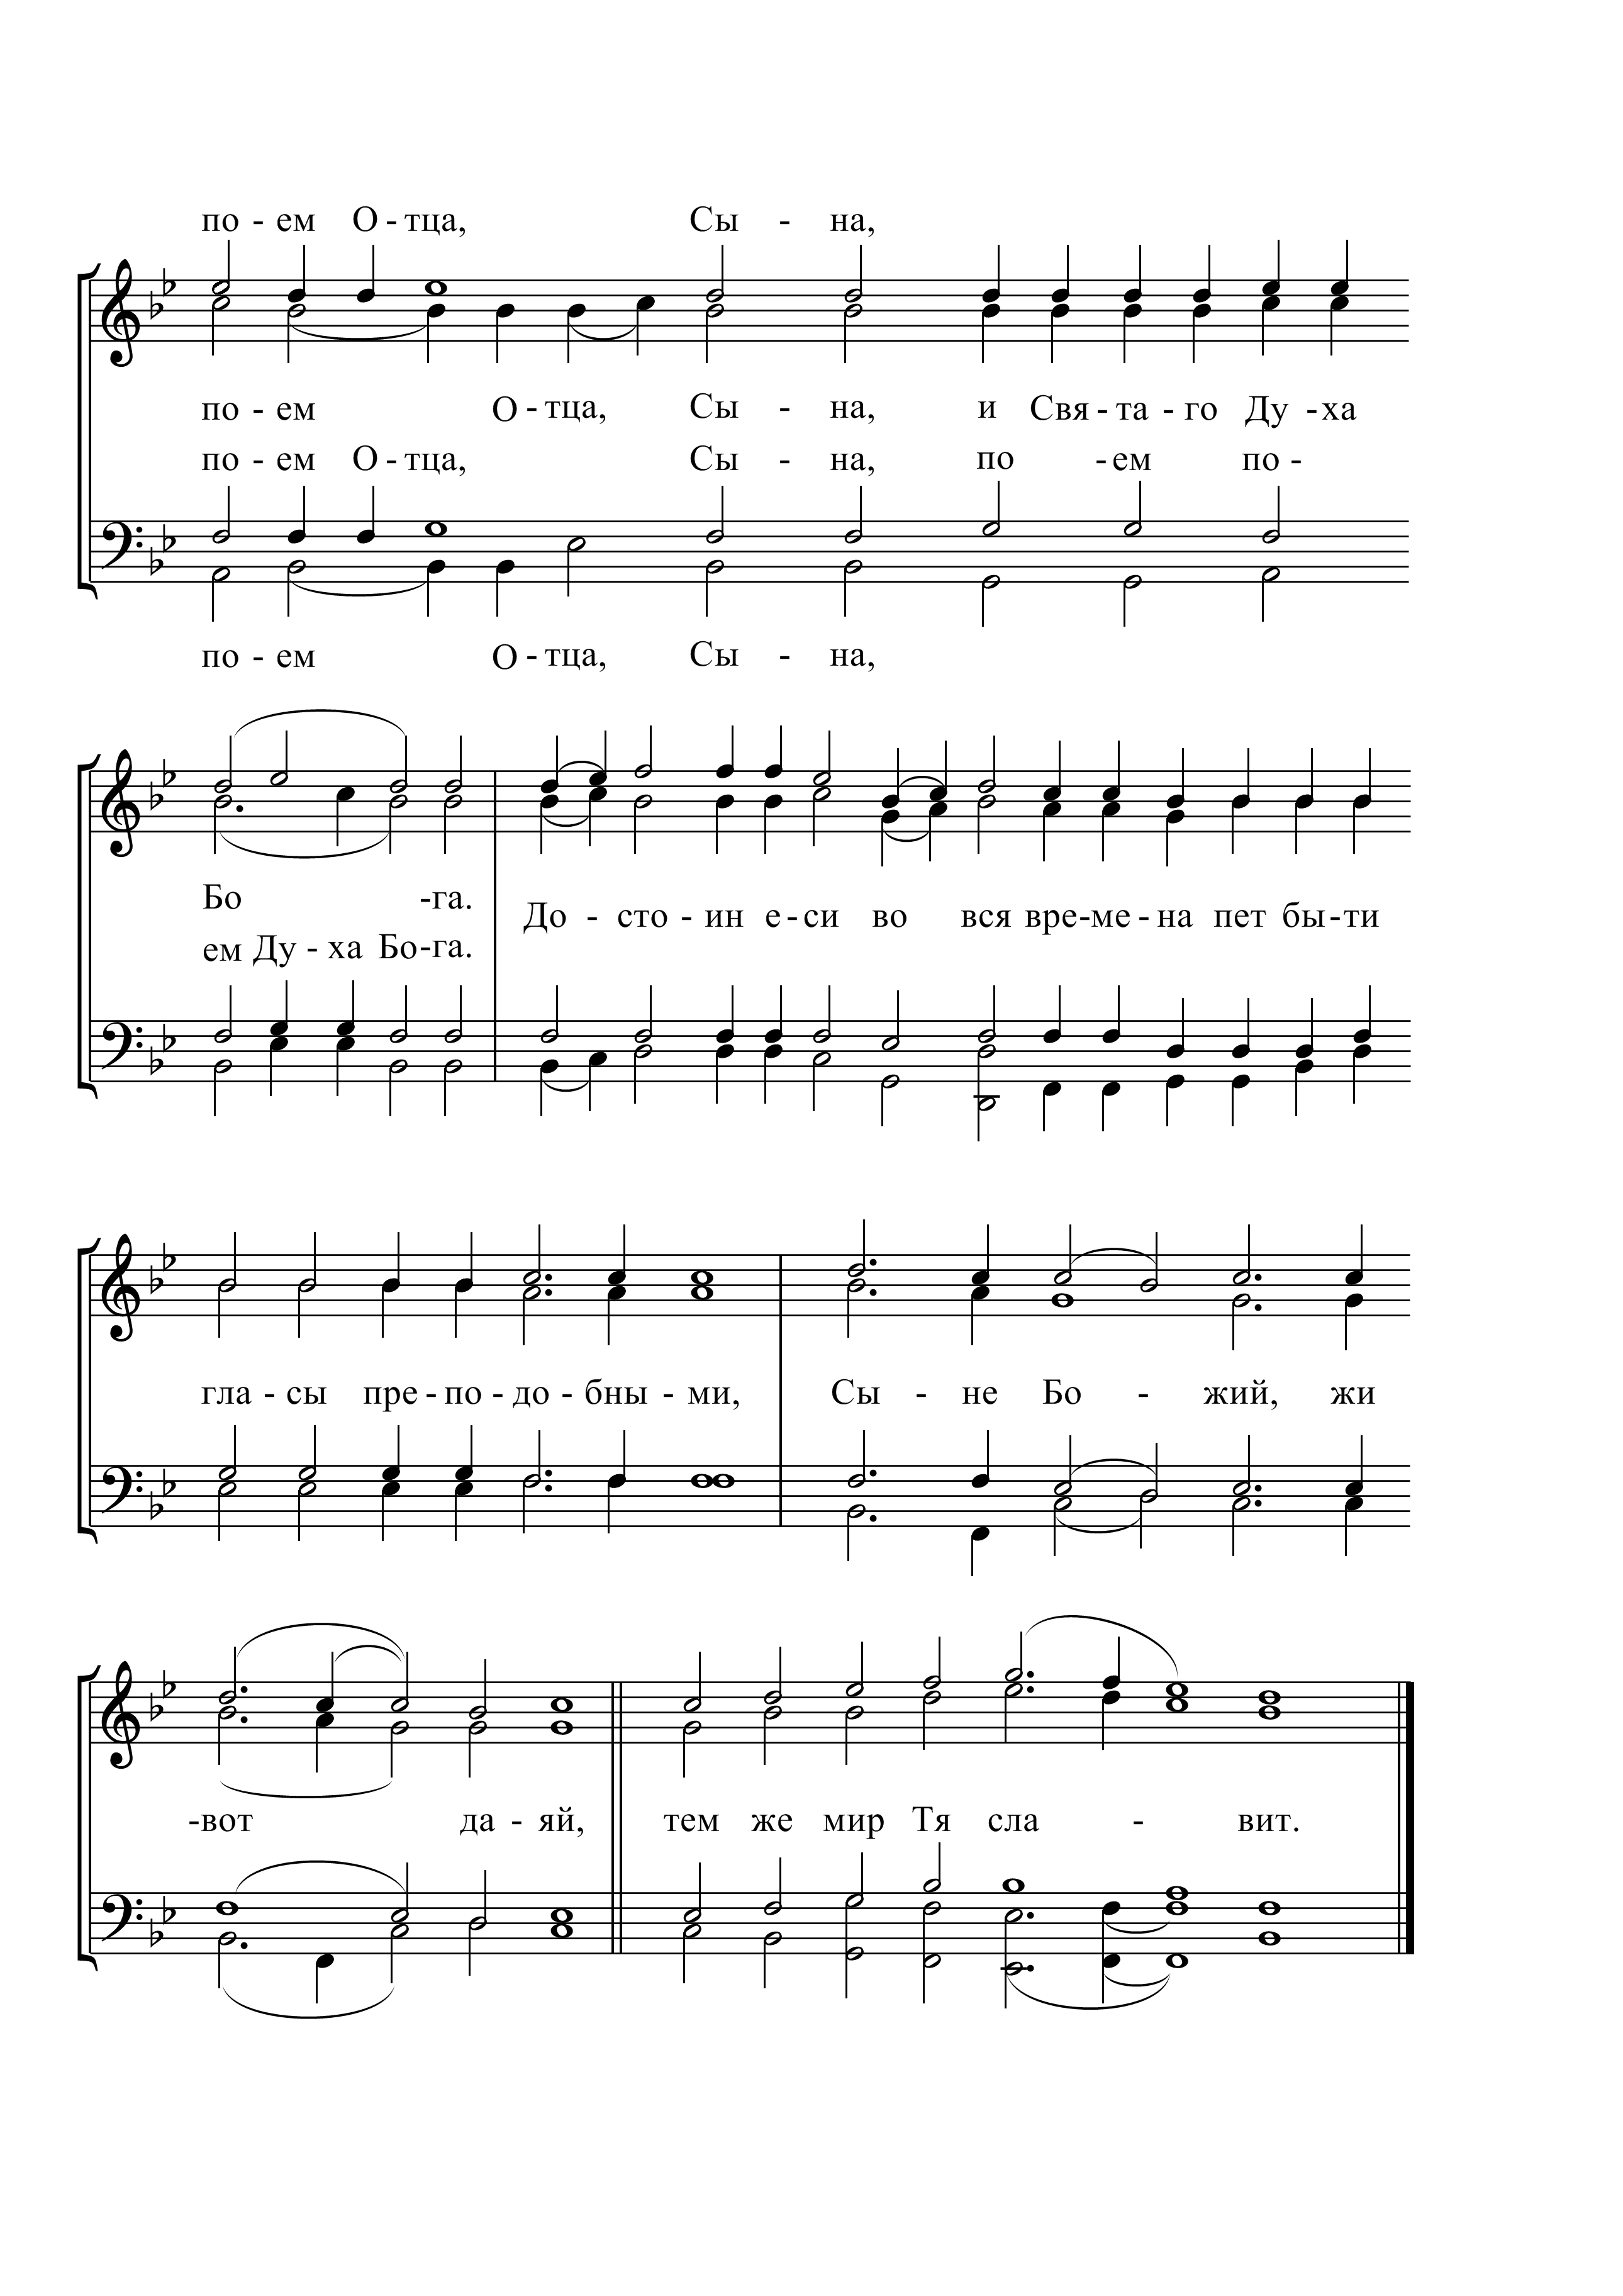 по - ем О - тца, Сы - на,
по - ем О - тца, Сы - на, и Свя - та - го Ду - ха
по - ем О - тца, Сы - на, по - ем по -
по - ем О - тца, Сы - на,
Бо -га. До - сто - ин е - си во вся вре - ме - на пет бы - ти
ем Ду - ха Бо - га.
гла - сы пре - по - до - бны - ми, Сы - не Бо - жий, жи
-вот да - яй, тем же мир Тя сла - вит.